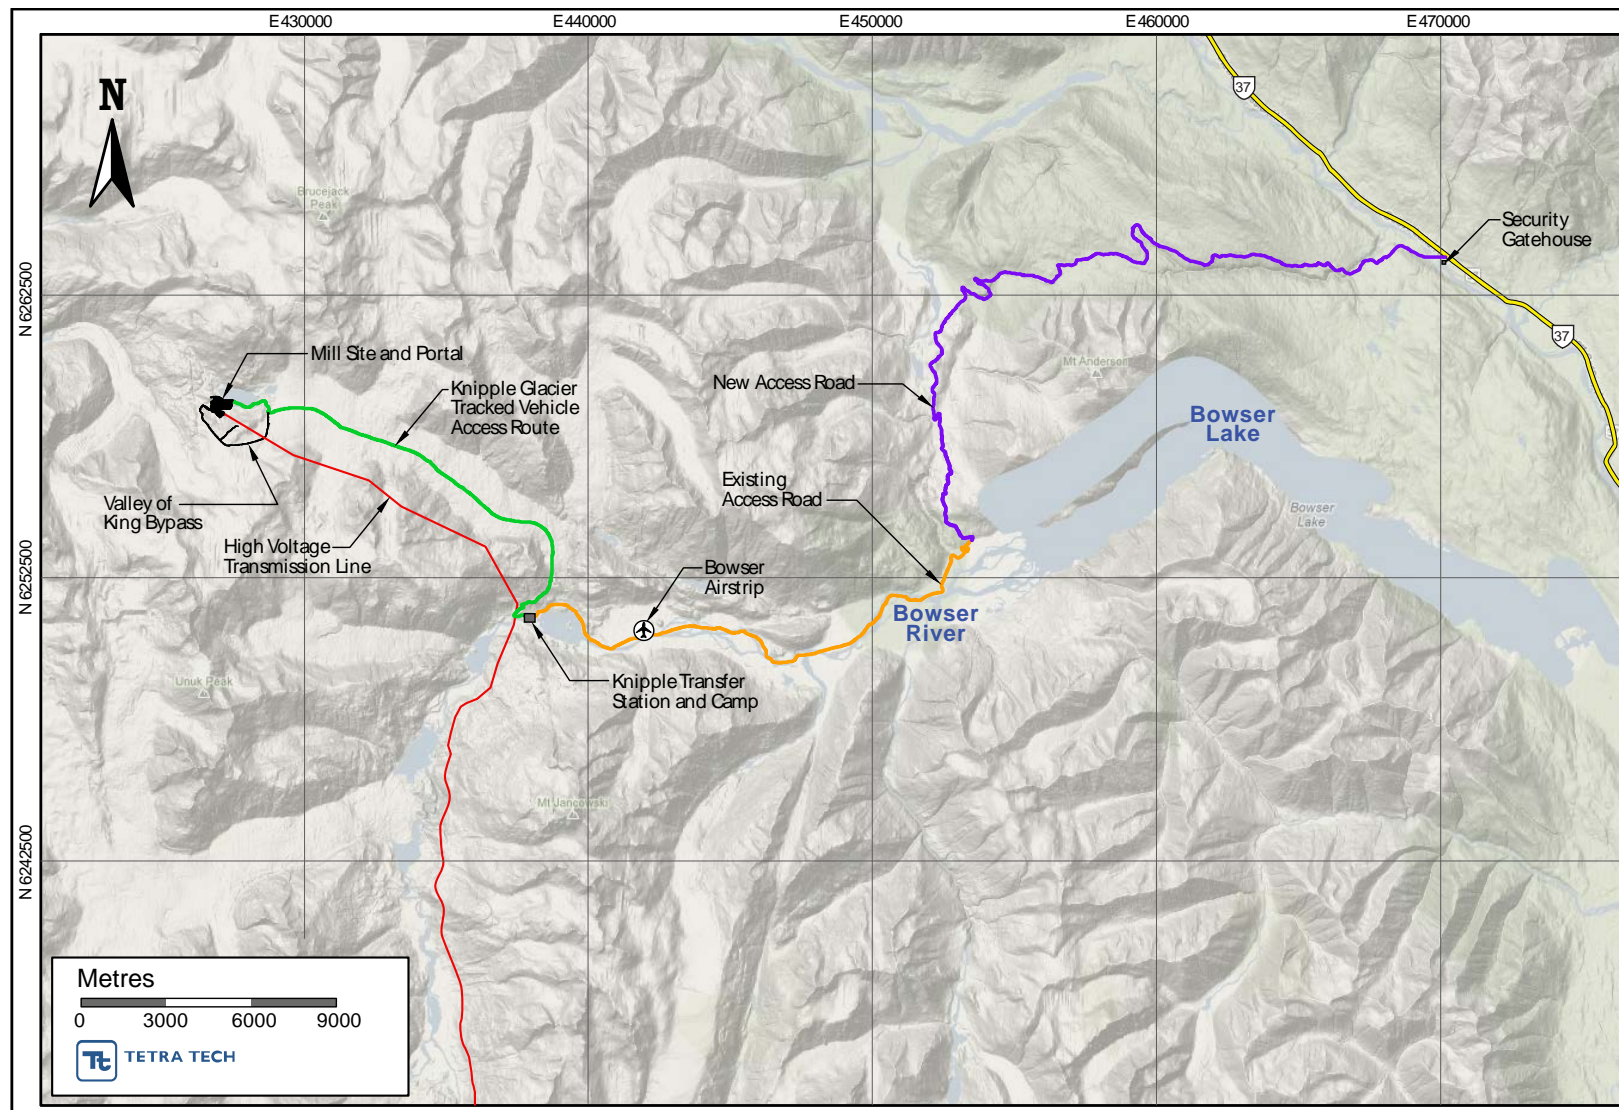 E430000
E440000
E450000
E460000
E470000
N
37
Brucejack
Peak
Security
Gatehouse
N 6262500
Mill Site and Portal
37
Knipple Glacier
Tracked Vehicle
Access Route
New Access Road
Mt Anderson
Bowser
Lake
Existing
Access Road
Valley of
King Bypass
Bowser
Lake
High Voltage
Transmission Line
N 6252500
Bowser
Airstrip
Bowser
River
Unuk Peak
Knipple Transfer
Station and Camp
Mt Jancowski
N 6242500
Metres
0 3000 6000 9000
Tt TETRA TECH